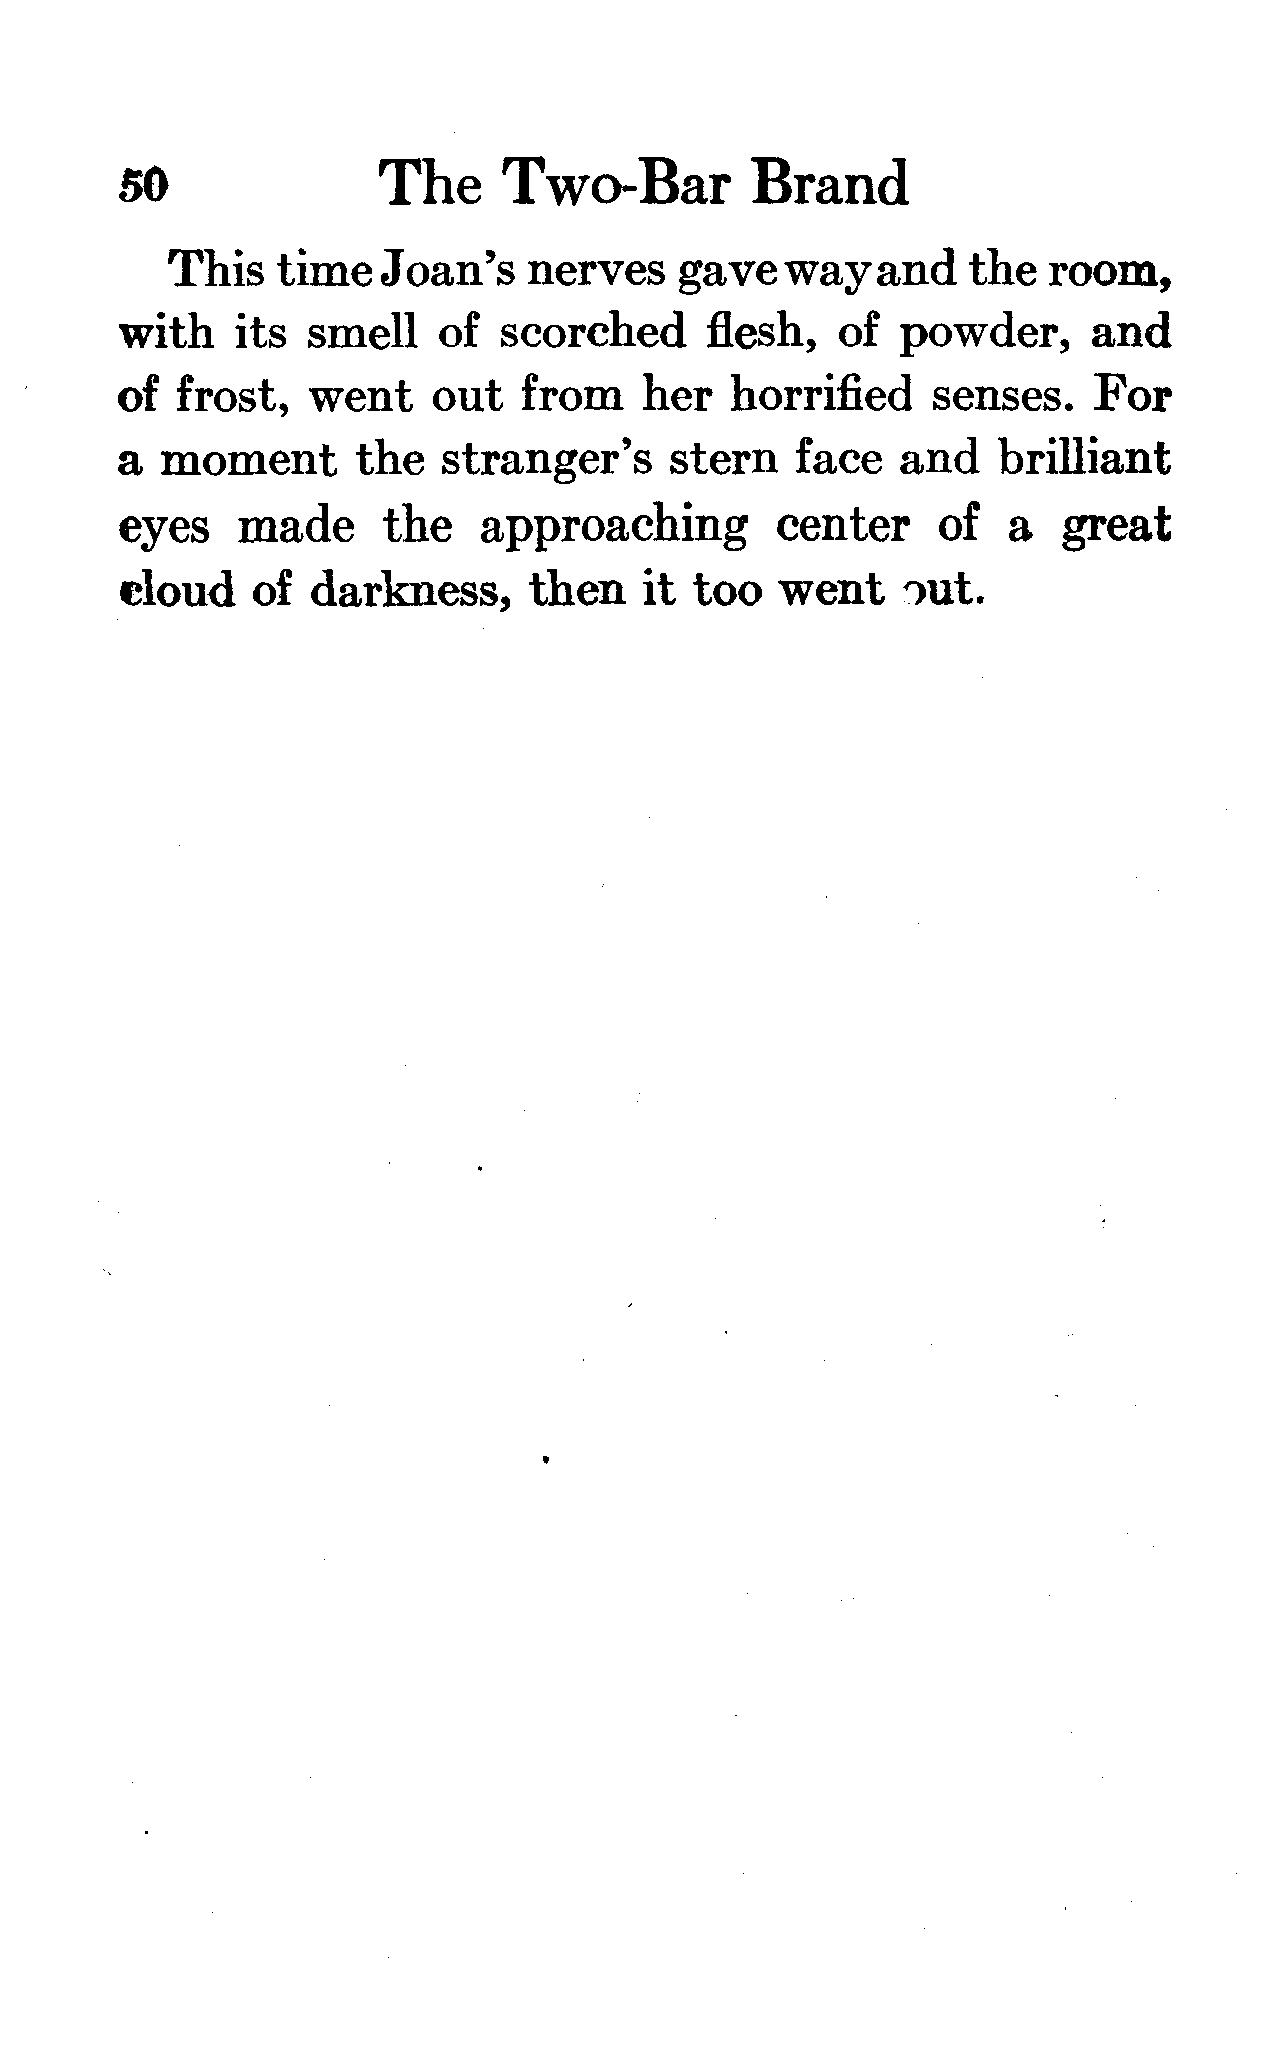 50 The Two-Bar Brand
This time Joan's nerves gave way and the room,
with its smell of scorched flesh, of powder, and
of frost, went out from her horrified senses. For
a moment the stranger's stern face and brilliant
eyes made the approaching center of a great
cloud of darkness, then it too went out.